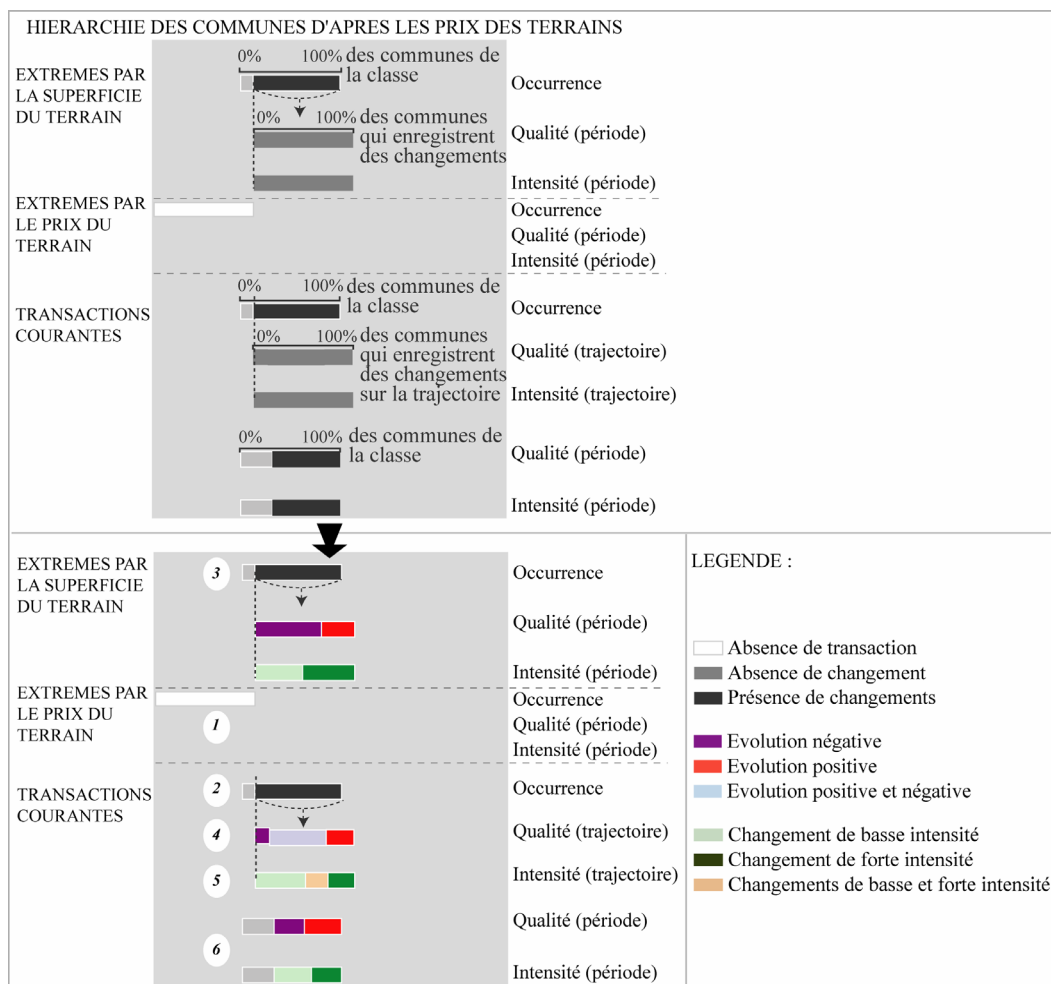 HIERARCHIE DES COMMUNES D'APRES LES PRIX DES TERRAINS
EXTREMES PAR
LA SUPERFICIE
DU TERRAIN
0% 100% des communes de
la classe
Occurrence
0% 100% des communes
qui enregistrent
des changements
Qualité (période)
Intensité (période)
EXTREMES PAR
LE PRIX DU
TERRAIN
Occurrence
Qualité (période)
Intensité (période)
TRANSACTIONS
COURANTES
0% 100% des communes de
la classe
Occurrence
0% 100% des communes
qui enregistrent
des changements
sur la trajectoire
Qualité (trajectoire)
Intensité (trajectoire)
0% 100% des communes de
la classe
Qualité (période)
Intensité (période)
EXTREMES PAR
LA SUPERFICIE
DU TERRAIN
3
Occurrence
Qualité (période)
Intensité (période)
EXTREMES PAR
LE PRIX DU
TERRAIN
1
Occurrence
Qualité (période)
Intensité (période)
TRANSACTIONS
COURANTES
2
Occurrence
4
Qualité (trajectoire)
5
Intensité (trajectoire)
Qualité (période)
6
Intensité (période)
LEGENDE :
Absence de transaction
Absence de changement
Présence de changements
Evolution négative
Evolution positive
Evolution positive et négative
Changement de basse intensité
Changement de forte intensité
Changements de basse et forte intensité